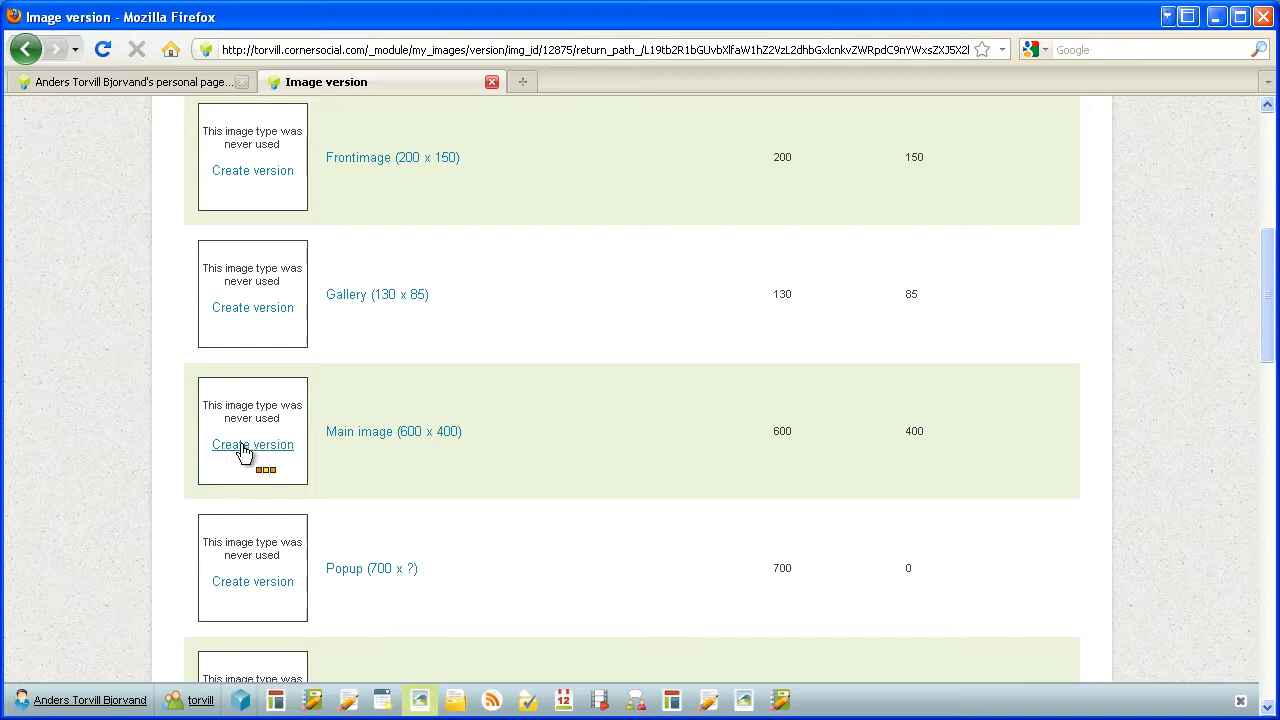 Image version - Mozilla Firefox
http://torvill.cornersocial.com/_module/my_images/version/img_id/12875/return_path_/
Google
Anders Torvill Bjorvand's personal page...
Image version
This image type was
never used
Create version
Frontimage (200 x 150)
200
150
This image type was
never used
Create version
Gallery (130 x 85)
130
85
This image type was
never used
Create version
Main image (600 x 400)
600
400
This image type was
never used
Create version
Popup (700 x ?)
700
0
This image type was
Anders Torvill Bjorvand
torvill
12